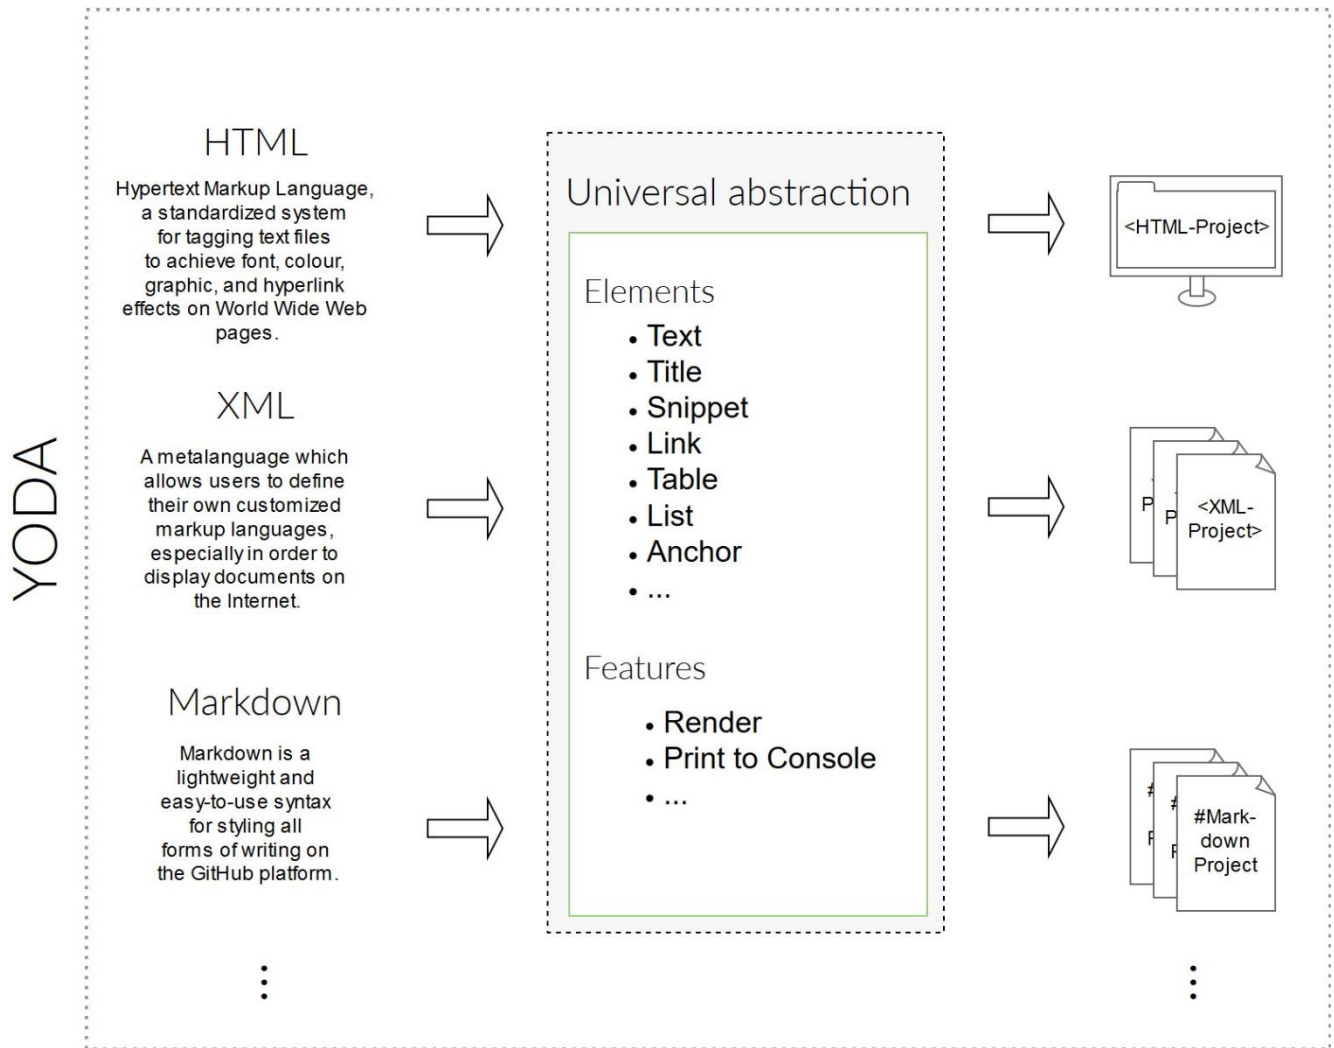 YODA
HTML
Hypertext Markup Language,
a standardized system
for tagging text files
to achieve font, colour,
graphic, and hyperlink
effects on World Wide Web
pages.
XML
A metalanguage which
allows users to define
their own customized
markup languages,
especially in order to
display documents on
the Internet.
Markdown
Markdown is a
lightweight and
easy-to-use syntax
for styling all
forms of writing on
the GitHub platform.
...
Universal abstraction
Elements
• Text
• Title
• Snippet
• Link
• Table
• List
• Anchor
• ...
Features
• Render
• Print to Console
• ...
<HTML-Project>
<XML-
Project>
#Mark-
down
Project
...